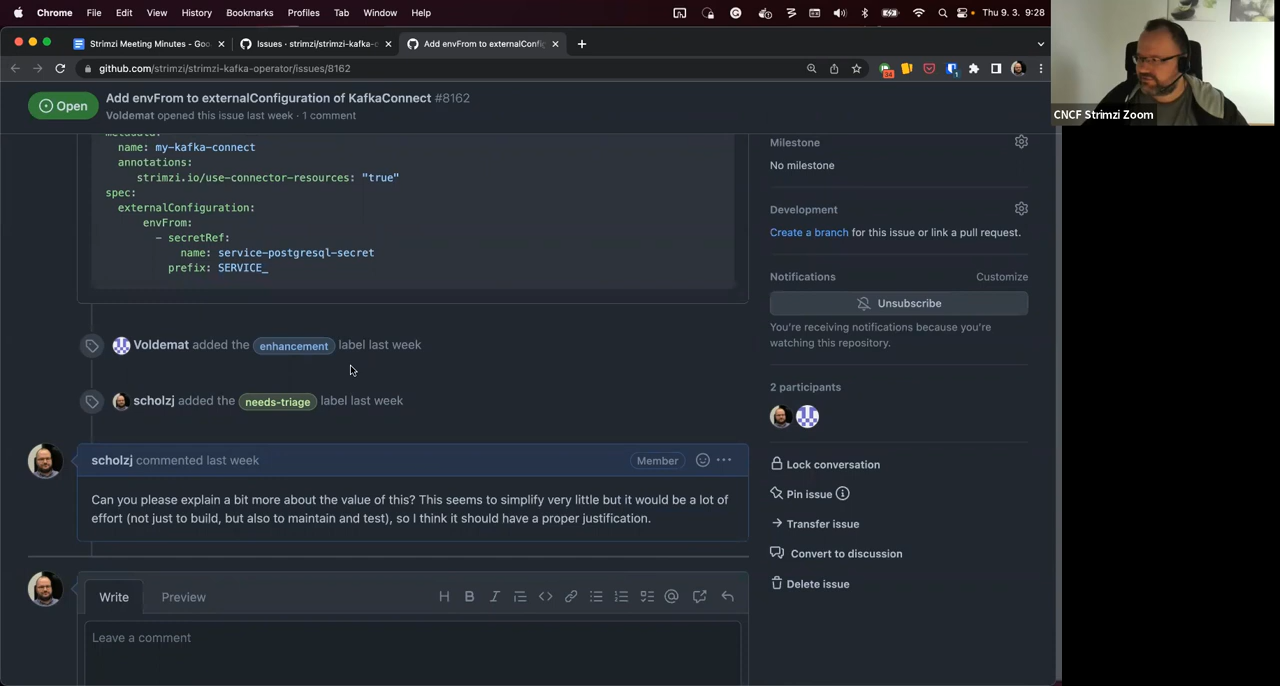 Chrome File Edit View History Bookmarks Profiles Tab Window Help Thu 9. 3. 9:28
Strimzi Meeting Minutes - Goo Issues · strimzi/strimzi-kafka-o Add envFrom to externalConfig
github.com/strimzi/strimzi-kafka-operator/issues/8162
34
1
CNCF Strimzi Zoom
Open
Add envFrom to externalConfiguration of KafkaConnect #8162
Voldemat opened this issue last week · 1 comment
metadata:
name: my-kafka-connect
annotations:
strimzi.io/use-connector-resources: "true"
spec:
externalConfiguration:
envFrom:
- secretRef:
name: service-postgresql-secret
prefix: SERVICE_
Voldemat added the enhancement label last week
scholzj added the needs-triage label last week
scholzj commented last week
Member
Can you please explain a bit more about the value of this? This seems to simplify very little but it would be a lot of
effort (not just to build, but also to maintain and test), so I think it should have a proper justification.
Write Preview
Leave a comment
Milestone
No milestone
Development
Create a branch for this issue or link a pull request.
Notifications Customize
Unsubscribe
You're receiving notifications because you're
watching this repository.
2 participants
Lock conversation
Pin issue
Transfer issue
Convert to discussion
Delete issue